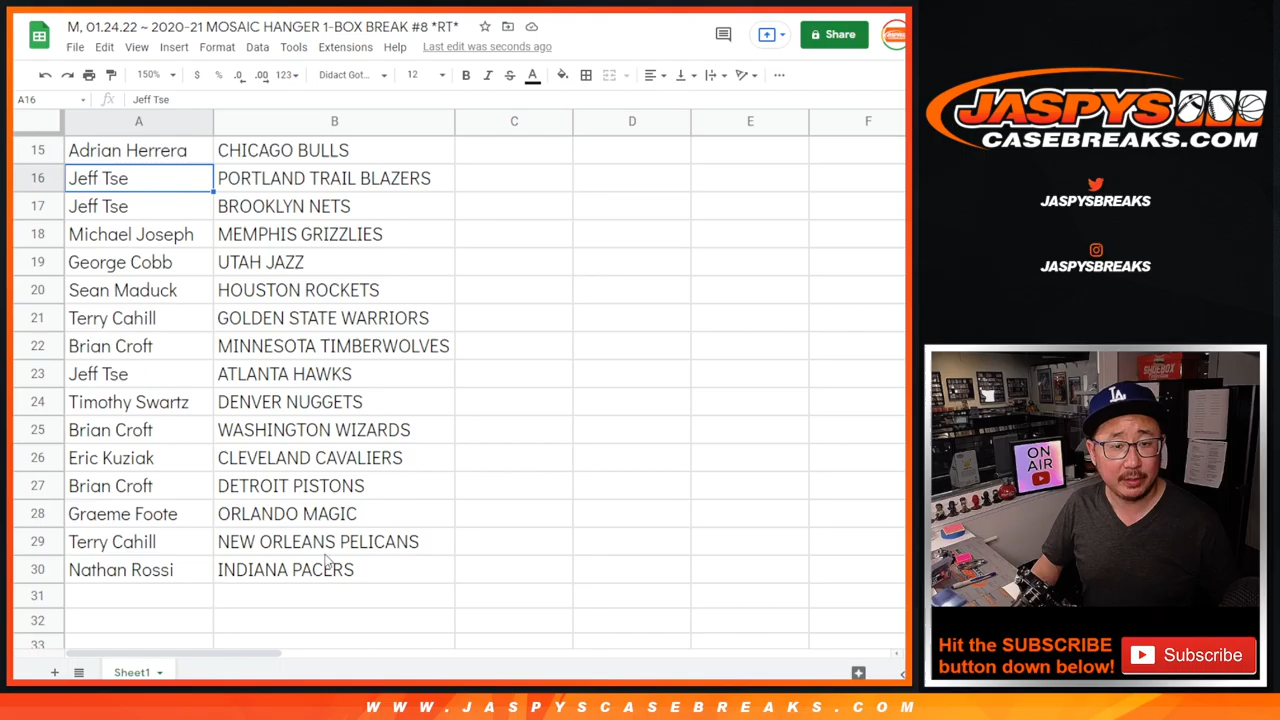 M, 01.24.22 ~ 2020-21 MOSAIC HANGER 1-BOX BREAK #8 *RT*
File Edit View Insert Format Data Tools Extensions Help Last edit was seconds ago
Share
150% $ % .0 .00 123 Didact Got... 12 B I S A
A16 fx Jeff Tse
A B C D E F
15 Adrian Herrera CHICAGO BULLS
16 Jeff Tse PORTLAND TRAIL BLAZERS
17 Jeff Tse BROOKLYN NETS
18 Michael Joseph MEMPHIS GRIZZLIES
19 George Cobb UTAH JAZZ
20 Sean Maduck HOUSTON ROCKETS
21 Terry Cahill GOLDEN STATE WARRIORS
22 Brian Croft MINNESOTA TIMBERWOLVES
23 Jeff Tse ATLANTA HAWKS
24 Timothy Swartz DENVER NUGGETS
25 Brian Croft WASHINGTON WIZARDS
26 Eric Kuziak CLEVELAND CAVALIERS
27 Brian Croft DETROIT PISTONS
28 Graeme Foote ORLANDO MAGIC
29 Terry Cahill NEW ORLEANS PELICANS
30 Nathan Rossi INDIANA PACERS
31
32
33
Sheet1
JASPYS
CASEBREAKS.COM
JASPYSBREAKS
JASPYSBREAKS
SHOEBOX
ON
AIR
LA
Hit the SUBSCRIBE
button down below!
Subscribe
WWW.JASPYSCASEBREAKS.COM